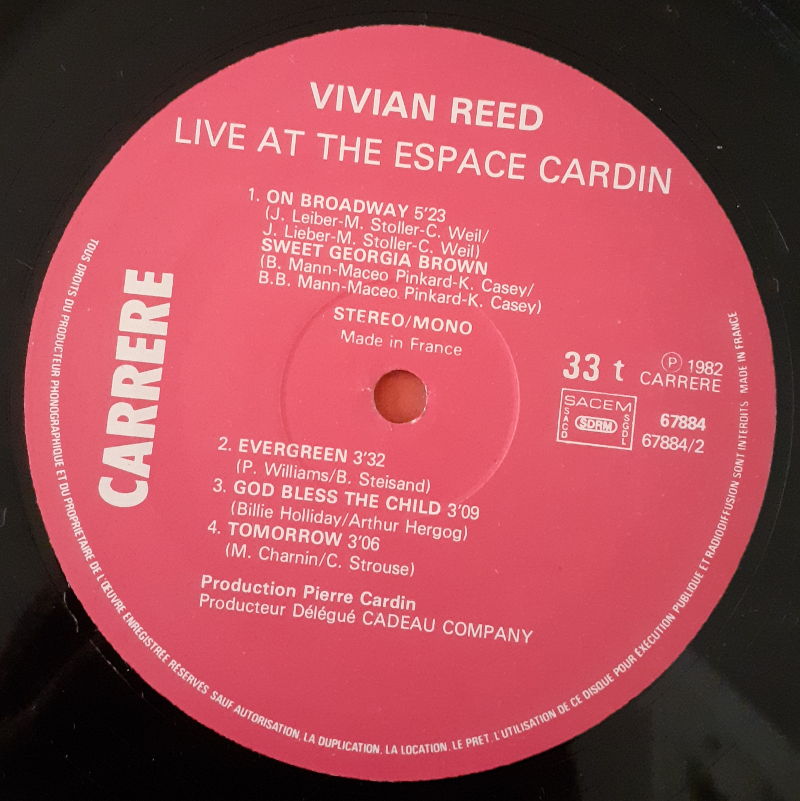 VIVIAN REED
LIVE AT THE ESPACE CARDIN
1. ON BROADWAY 5'23
(J. Leiber-M. Stoller-C. Weil/
J. Lieber-M. Stoller-C. Weil)
SWEET GEORGIA BROWN
(B. Mann-Maceo Pinkard-K. Casey/
B.B. Mann-Maceo Pinkard-K. Casey)
STEREO/MONO
Made in France
33 t
Ⓟ 1982
CARRERE
SACEM
SACD
SDRM
SGDL
67884
67884/2
CARRERE
2. EVERGREEN 3'32
(P. Williams/B. Steisand)
3. GOD BLESS THE CHILD 3'09
(Billie Holliday/Arthur Hergog)
4. TOMORROW 3'06
(M. Charnin/C. Strouse)
Production Pierre Cardin
Producteur Délégué CADEAU COMPANY
TOUS DROITS DU PRODUCTEUR PHONOGRAPHIQUE ET DU PROPRIETAIRE DE L'ŒUVRE ENREGISTREE RÉSERVÉS SAUF AUTORISATION, LA DUPLICATION, LA LOCATION, LE PRET, L'UTILISATION DE CE DISQUE POUR EXÉCUTION PUBLIQUE ET RADIODIFFUSION SONT INTERDITS MADE IN FRANCE